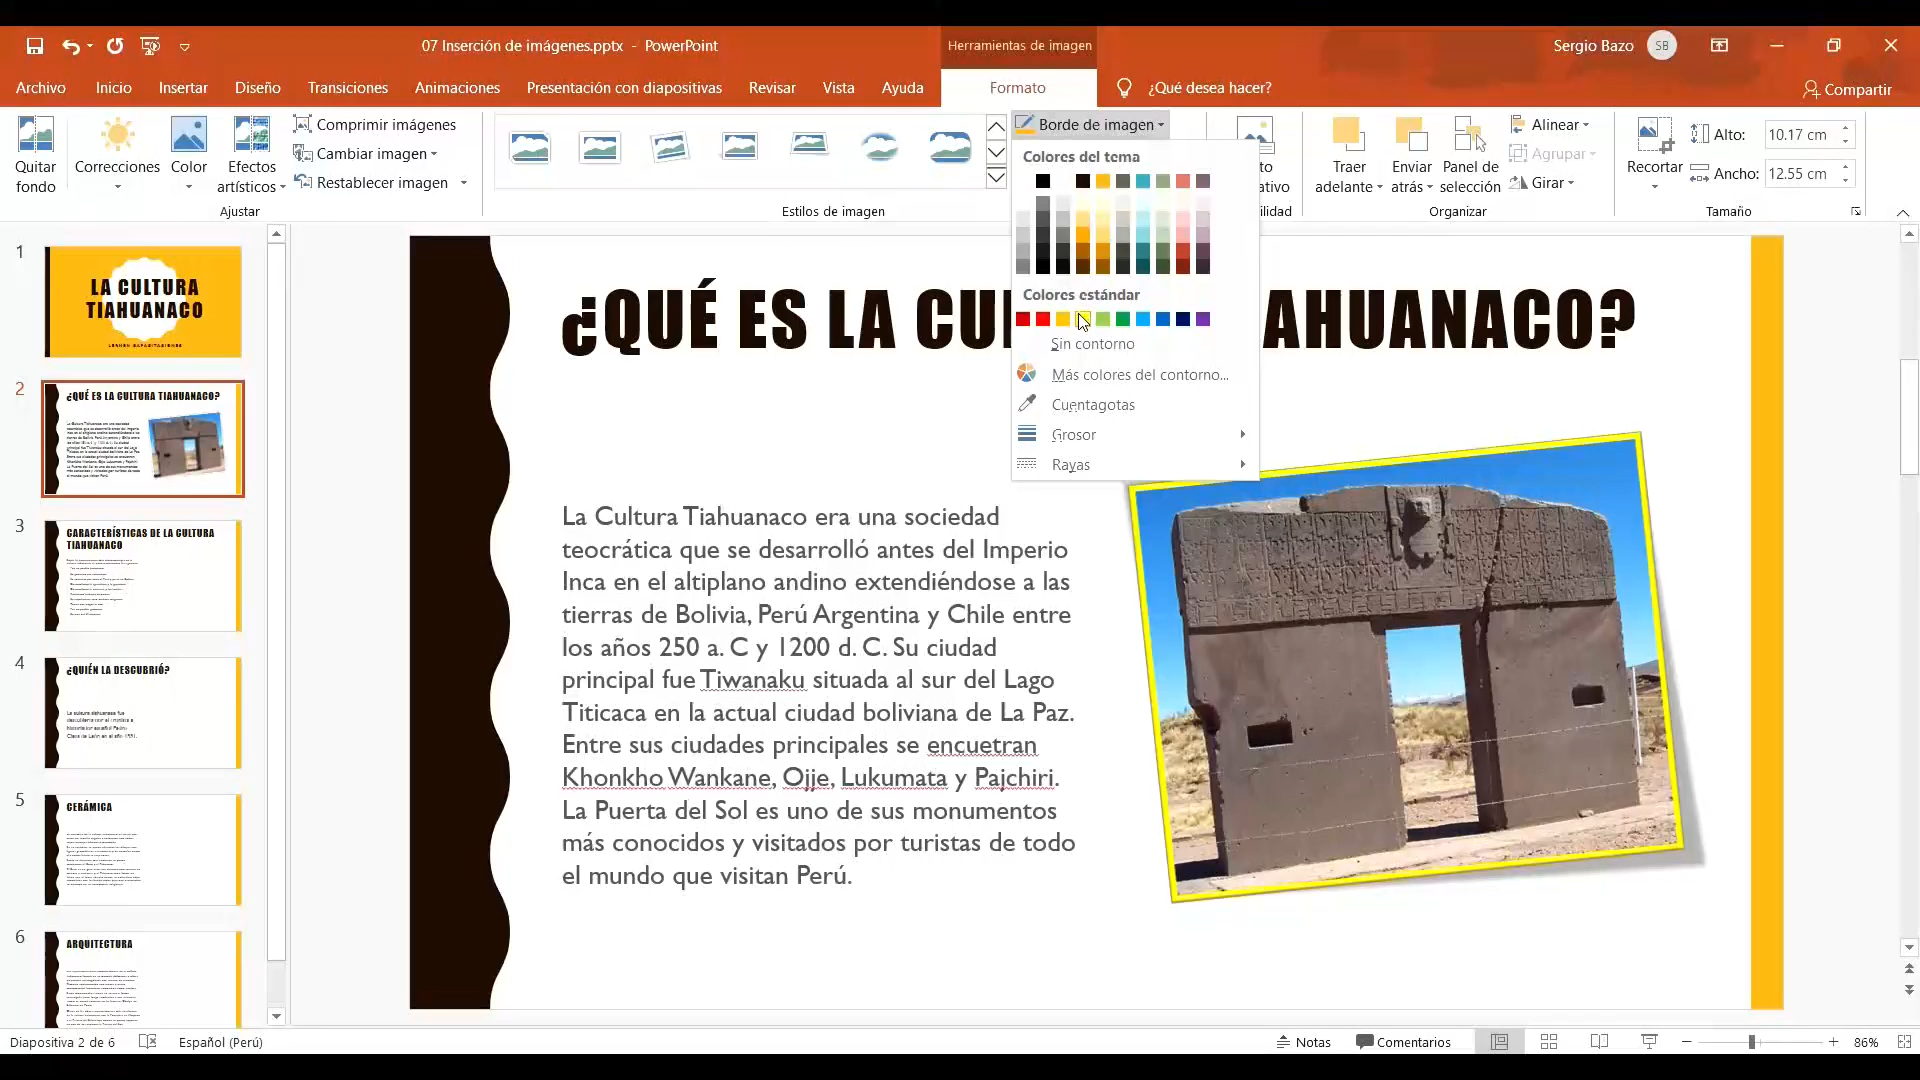 07 Inserción de imágenes.pptx - PowerPoint
Herramientas de imagen
Sergio Bazo
SB
Archivo
Inicio
Insertar
Diseño
Transiciones
Animaciones
Presentación con diapositivas
Revisar
Vista
Ayuda
Formato
¿Qué desea hacer?
Compartir
Quitar
fondo
Correcciones
Color
Efectos
artísticos
Comprimir imágenes
Cambiar imagen
Restablecer imagen
Ajustar
Estilos de imagen
Borde de imagen
Colores del tema
Colores estándar
Sin contorno
Más colores del contorno...
Cuentagotas
Grosor
Rayas
Traer
adelante
Enviar
atrás
Panel de
selección
Alinear
Agrupar
Girar
Organizar
Recortar
Alto:
10.17 cm
Ancho:
12.55 cm
Tamaño
1
LA CULTURA
TIAHUANACO
2
¿QUÉ ES LA CULTURA TIAHUANACO?
3
CARACTERÍSTICAS DE LA CULTURA
TIAHUANACO
4
¿QUIÉN LA DESCUBRIÓ?
5
CERÁMICA
6
ARQUITECTURA
¿QUÉ ES LA CU
AHUANACO?
La Cultura Tiahuanaco era una sociedad
teocrática que se desarrolló antes del Imperio
Inca en el altiplano andino extendiéndose a las
tierras de Bolivia, Perú Argentina y Chile entre
los años 250 a. C y 1200 d. C. Su ciudad
principal fue Tiwanaku situada al sur del Lago
Titicaca en la actual ciudad boliviana de La Paz.
Entre sus ciudades principales se encuetran
Khonkho Wankane, Ojje, Lukumata y Pajchiri.
La Puerta del Sol es uno de sus monumentos
más conocidos y visitados por turistas de todo
el mundo que visitan Perú.
Diapositiva 2 de 6
Español (Perú)
Notas
Comentarios
86%